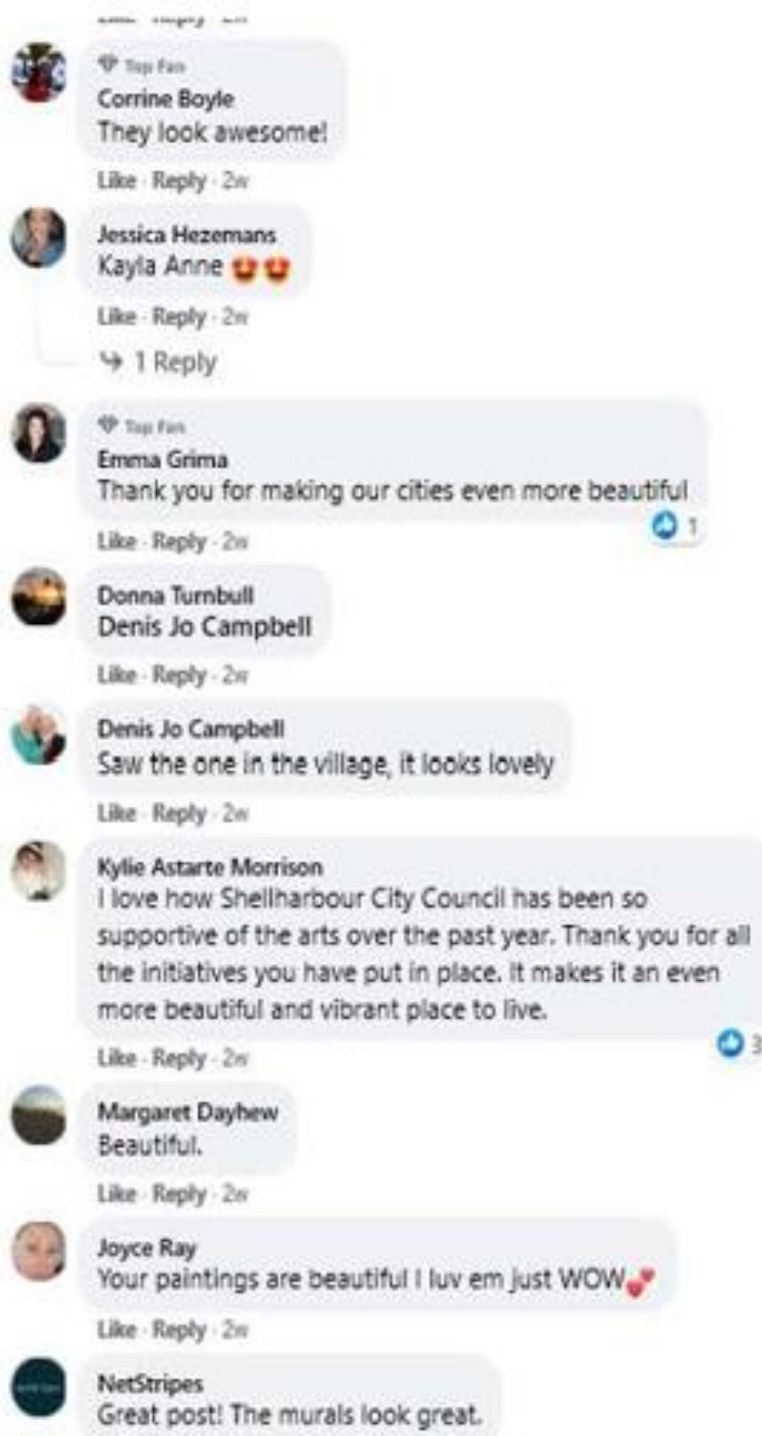 Like · Reply · 2w
Top Fan
Corrine Boyle
They look awesome!
Like · Reply · 2w
Jessica Hezemans
Kayla Anne 😍😍
Like · Reply · 2w
1 Reply
Top Fan
Emma Grima
Thank you for making our cities even more beautiful
1
Like · Reply · 2w
Donna Turnbull
Denis Jo Campbell
Like · Reply · 2w
Denis Jo Campbell
Saw the one in the village, it looks lovely
Like · Reply · 2w
Kylie Astarte Morrison
I love how Shellharbour City Council has been so
supportive of the arts over the past year. Thank you for all
the initiatives you have put in place. It makes it an even
more beautiful and vibrant place to live.
3
Like · Reply · 2w
Margaret Dayhew
Beautiful.
Like · Reply · 2w
Joyce Ray
Your paintings are beautiful I luv em just WOW💕
Like · Reply · 2w
NetStripes
Great post! The murals look great.